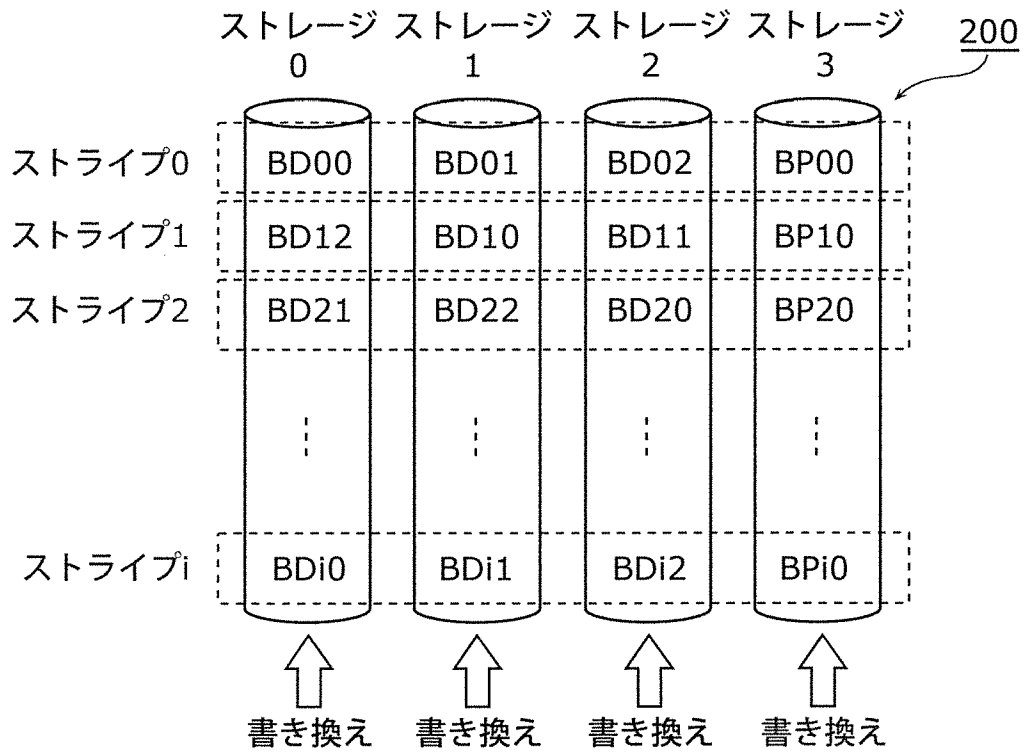 ストレージ ストレージ ストレージ ストレージ 200
0 1 2 3
ストライプ0 BD00 BD01 BD02 BP00
ストライプ1 BD12 BD10 BD11 BP10
ストライプ2 BD21 BD22 BD20 BP20
ストライプi BDi0 BDi1 BDi2 BPi0
書き換え 書き換え 書き換え 書き換え